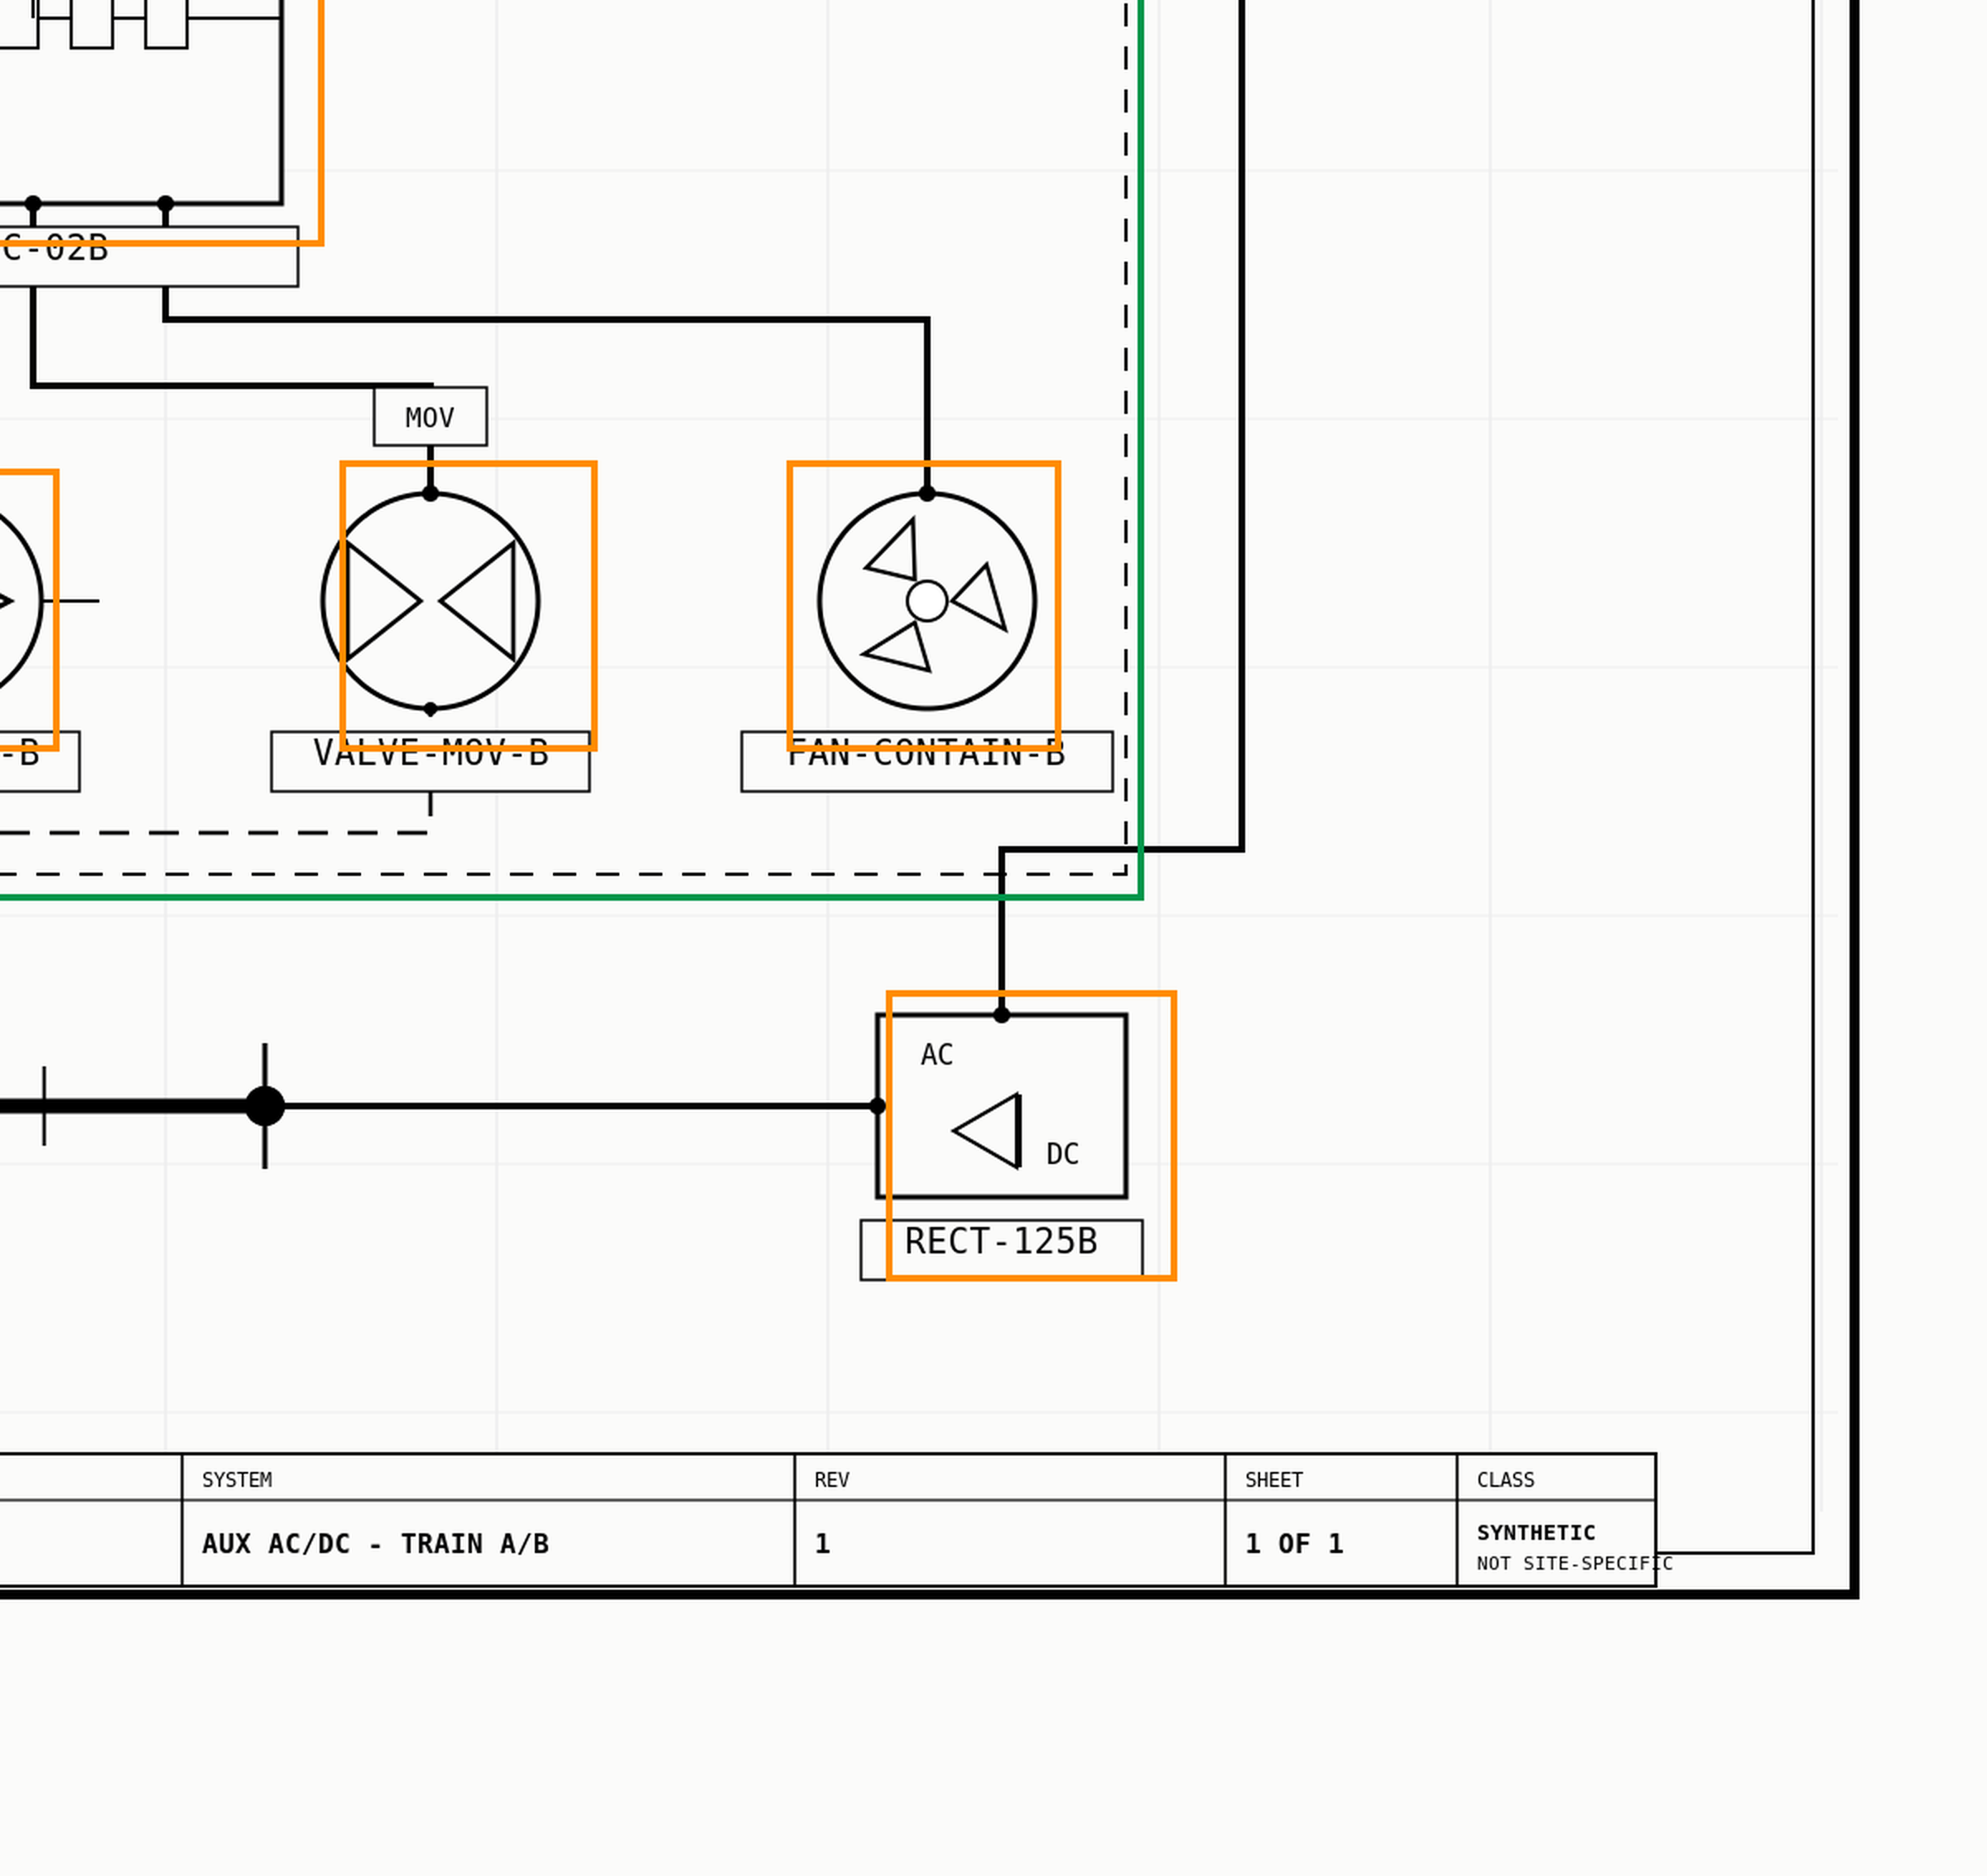 C-02B
MOV
-B
VALVE-MOV-B
FAN-CONTAIN-B
AC
DC
RECT-125B
SYSTEM
REV
SHEET
CLASS
AUX AC/DC - TRAIN A/B
1
1 OF 1
SYNTHETIC
NOT SITE-SPECIFIC